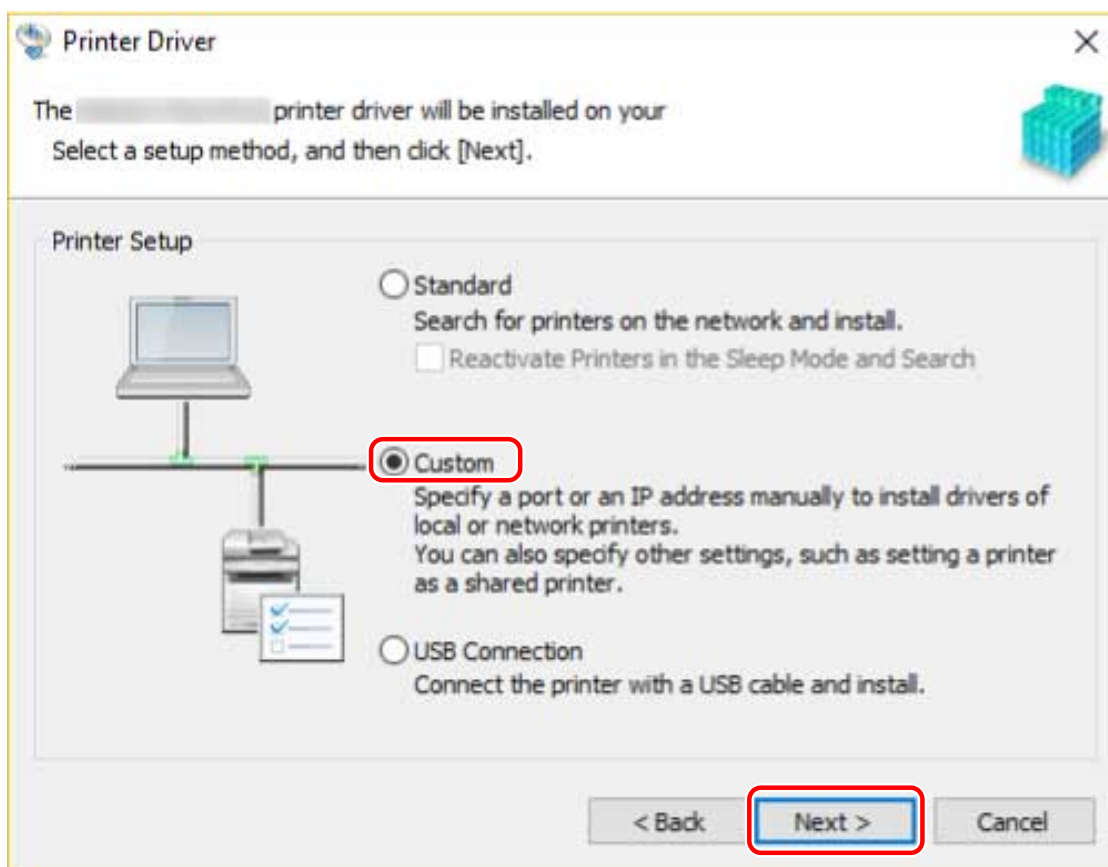 Printer Driver
The printer driver will be installed on your
Select a setup method, and then click [Next].
Printer Setup
Standard
Search for printers on the network and install.
Reactivate Printers in the Sleep Mode and Search
Custom
Specify a port or an IP address manually to install drivers of
local or network printers.
You can also specify other settings, such as setting a printer
as a shared printer.
USB Connection
Connect the printer with a USB cable and install.
< Back
Next >
Cancel